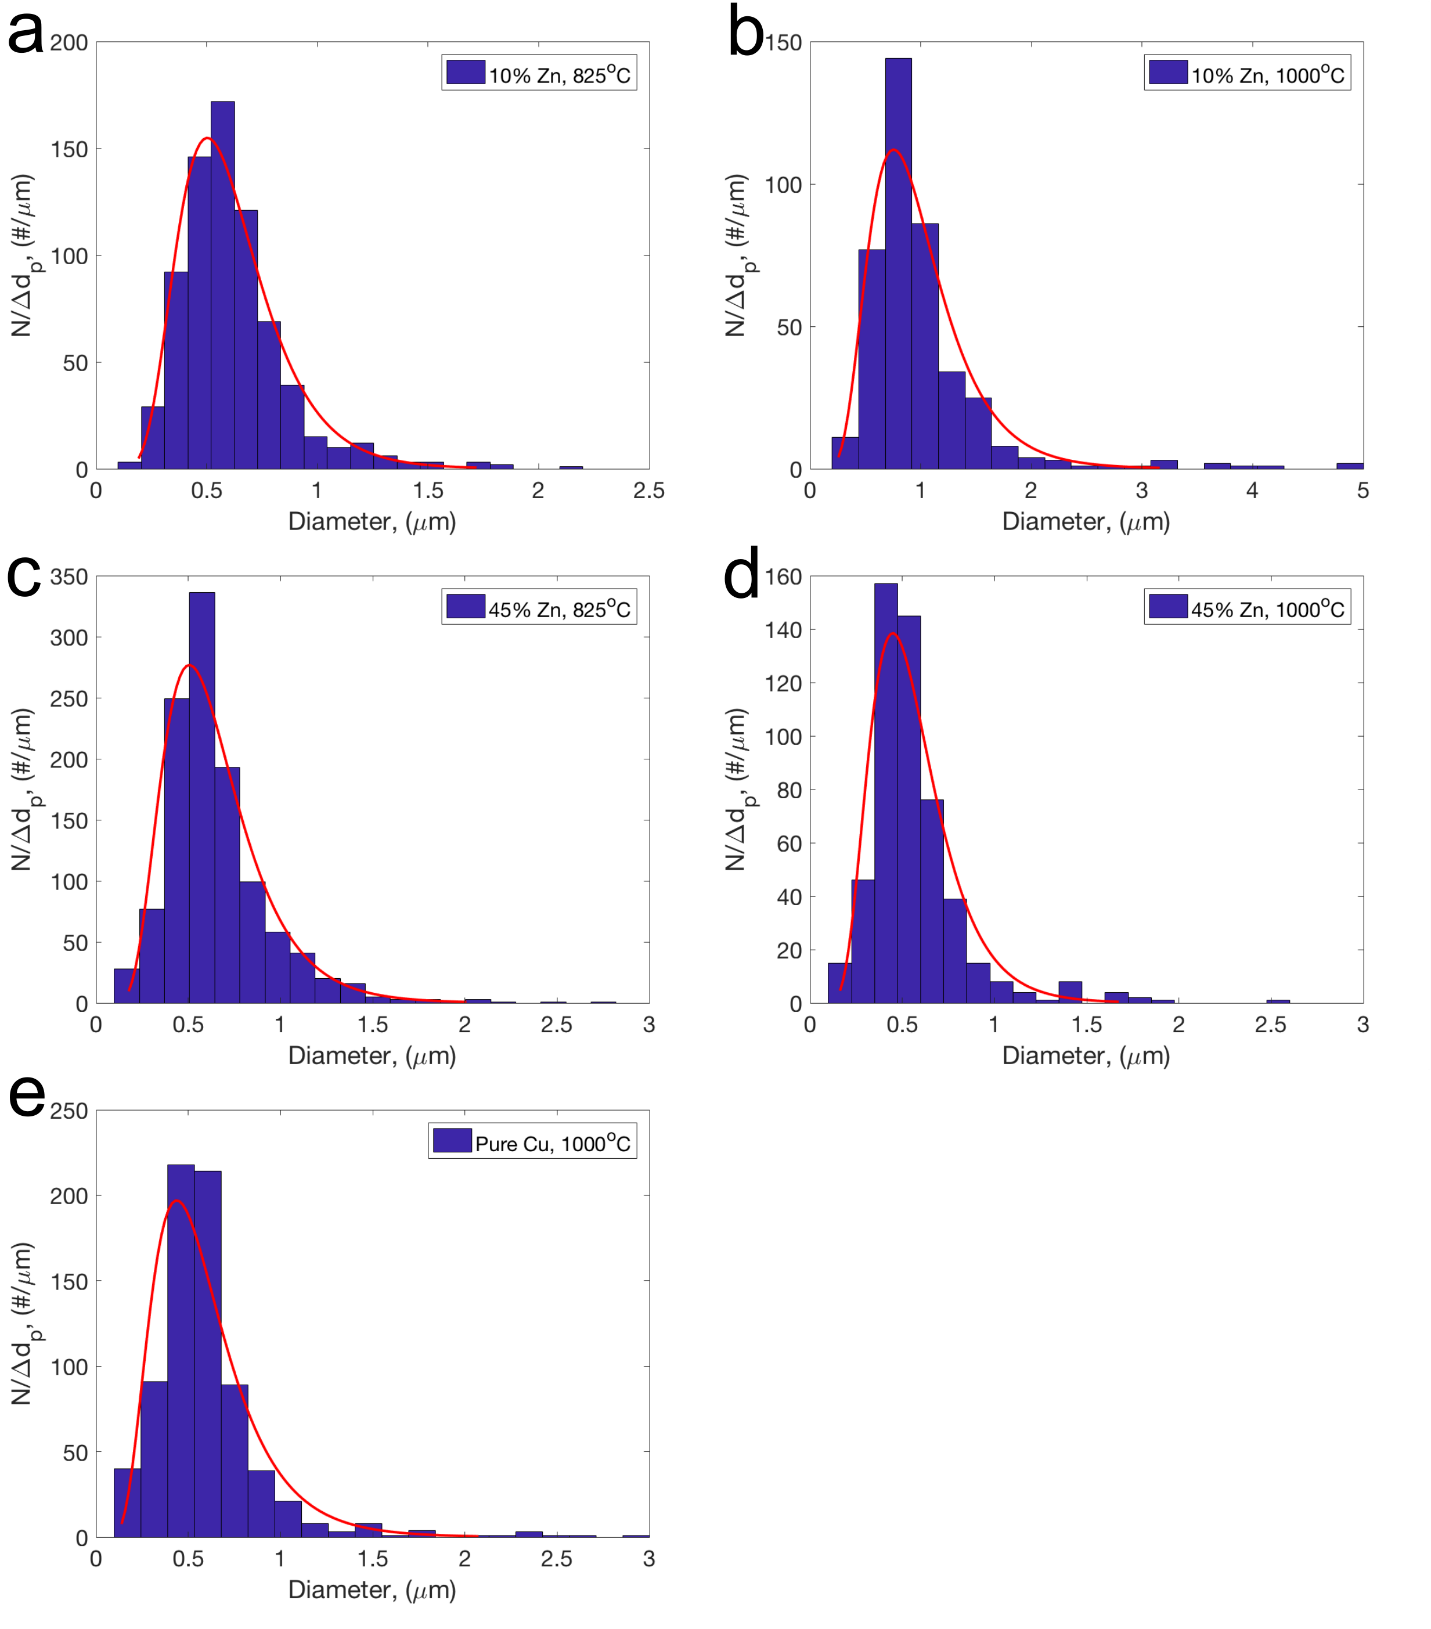 a
200
150
100
50
0
N/Δdp, (#/μm)
10% Zn, 825oC
0 0.5 1 1.5 2 2.5
Diameter, (μm)
b
150
100
50
0
N/Δdp, (#/μm)
10% Zn, 1000oC
0 1 2 3 4 5
Diameter, (μm)
c
350
300
250
200
150
100
50
0
N/Δdp, (#/μm)
45% Zn, 825oC
0 0.5 1 1.5 2 2.5 3
Diameter, (μm)
d
160
140
120
100
80
60
40
20
0
N/Δdp, (#/μm)
45% Zn, 1000oC
0 0.5 1 1.5 2 2.5 3
Diameter, (μm)
e
250
200
150
100
50
0
N/Δdp, (#/μm)
Pure Cu, 1000oC
0 0.5 1 1.5 2 2.5 3
Diameter, (μm)